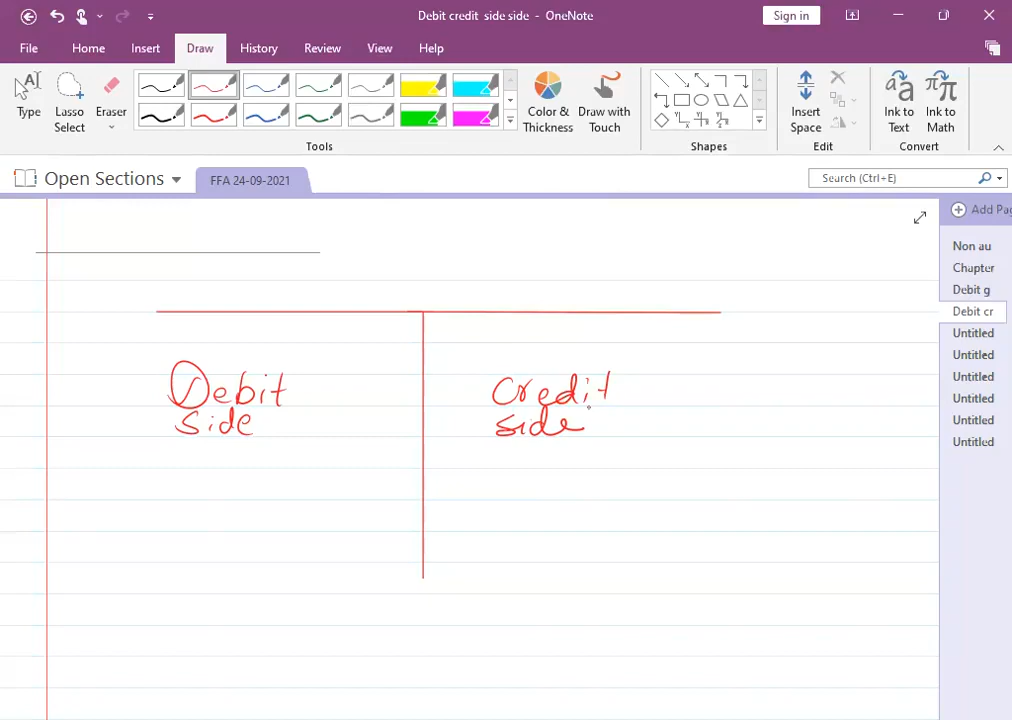 Debit credit side side - OneNote
Sign in
File Home Insert Draw History Review View Help
Type
Lasso Select
Eraser
Color & Thickness
Draw with Touch
Insert Space
Ink to Text
Ink to Math
Tools Shapes Edit Convert
Open Sections
FFA 24-09-2021
Search (Ctrl+E)
Add Pag
Non au
Chapter
Debit g
Debit cr
Untitled
Untitled
Untitled
Untitled
Untitled
Untitled
Debit side
Credit side